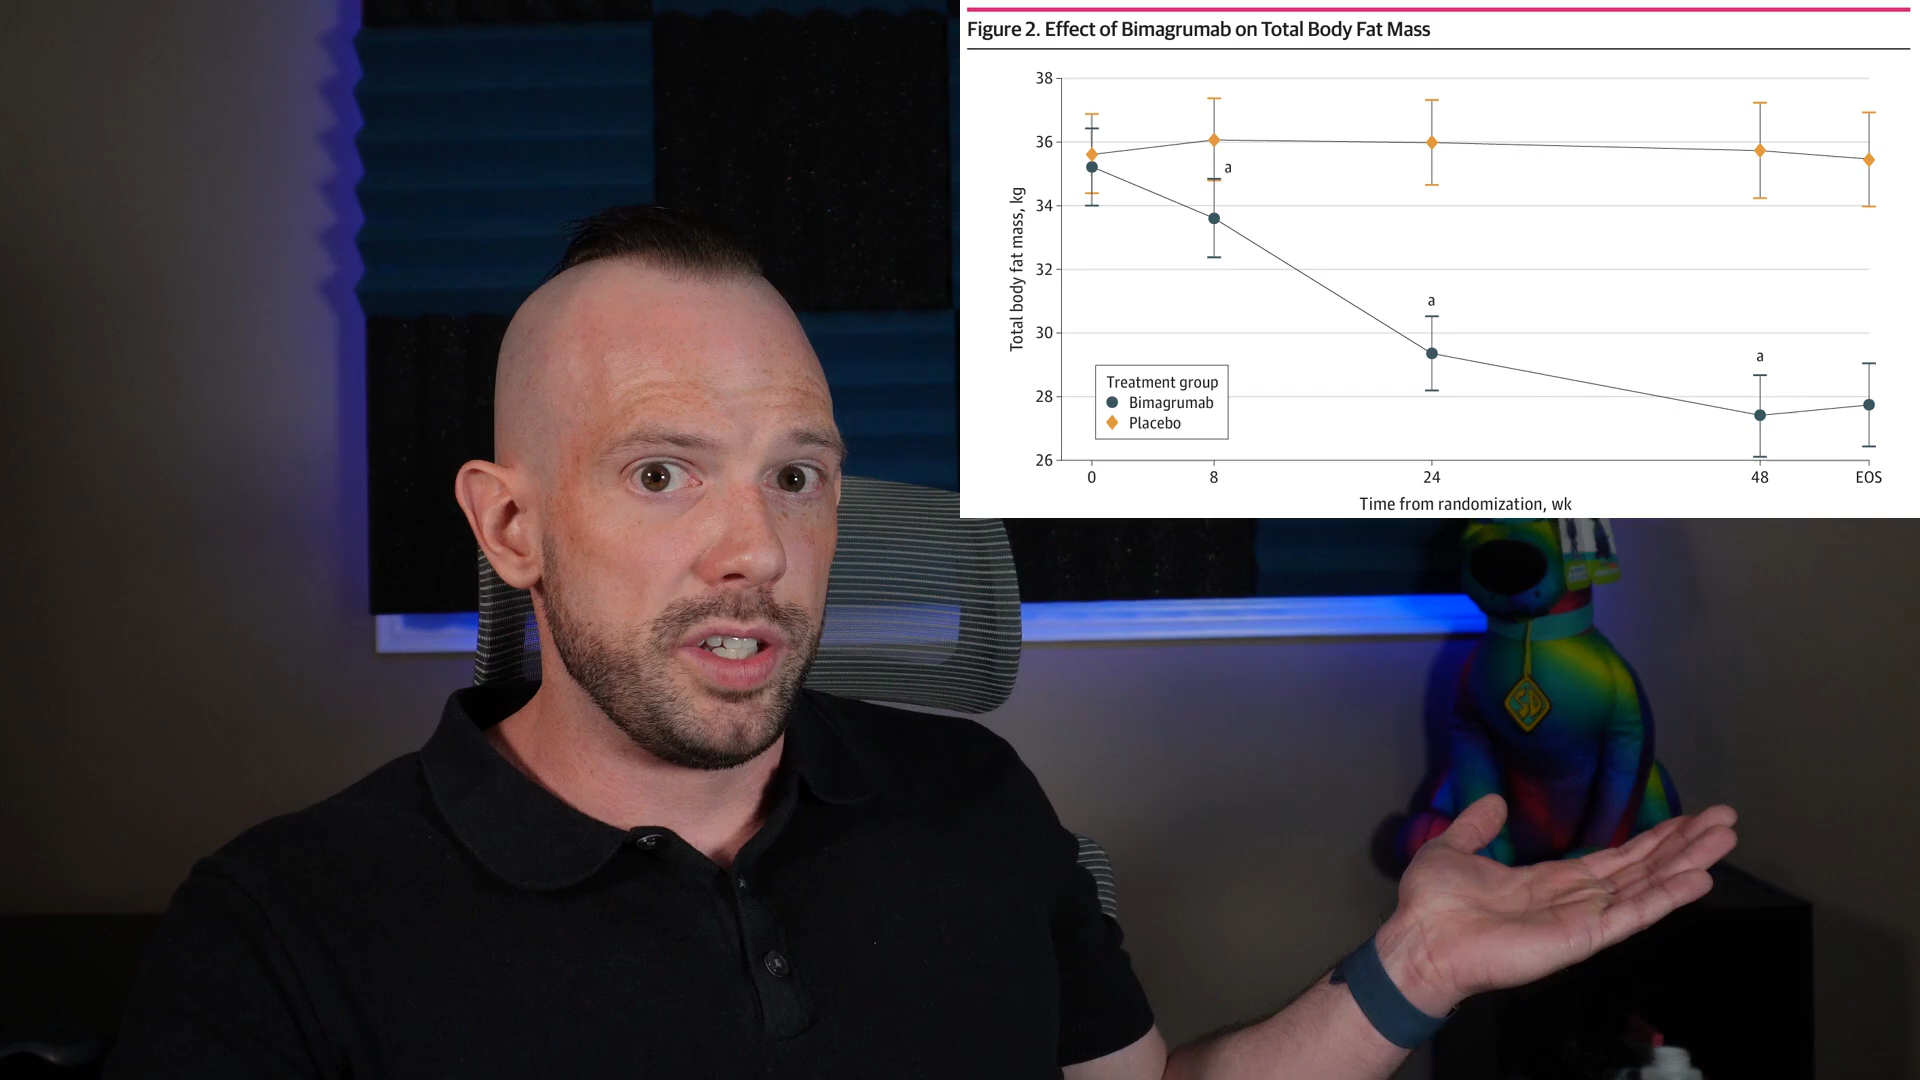 Figure 2. Effect of Bimagrumab on Total Body Fat Mass
38
36
34
32
30
28
26
Total body fat mass, kg
a
a
a
Treatment group
Bimagrumab
Placebo
0 8 24 48 EOS
Time from randomization, wk
SD